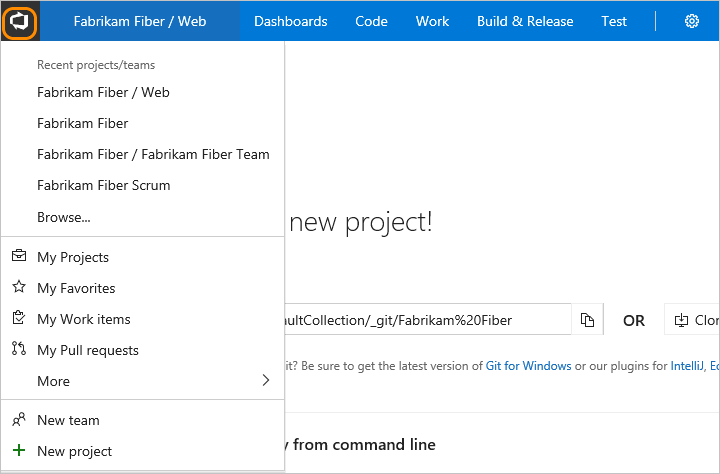 Fabrikam Fiber / Web Dashboards Code Work Build & Release Test
Recent projects/teams
Fabrikam Fiber / Web
Fabrikam Fiber
Fabrikam Fiber / Fabrikam Fiber Team
Fabrikam Fiber Scrum
Browse...
My Projects
My Favorites
My Work items
My Pull requests
More
New team
New project
new project!
aultCollection/_git/Fabrikam%20Fiber OR Clor
it? Be sure to get the latest version of Git for Windows or our plugins for IntelliJ, Ec
y from command line